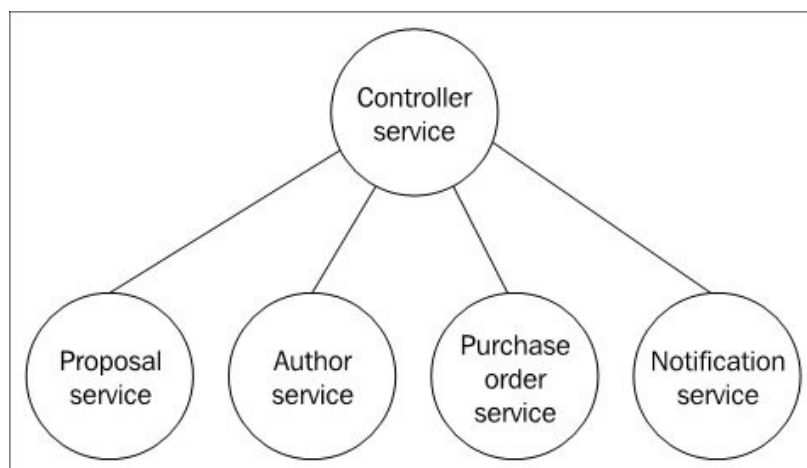 Controller
service
Proposal
service
Author
service
Purchase
order
service
Notification
service